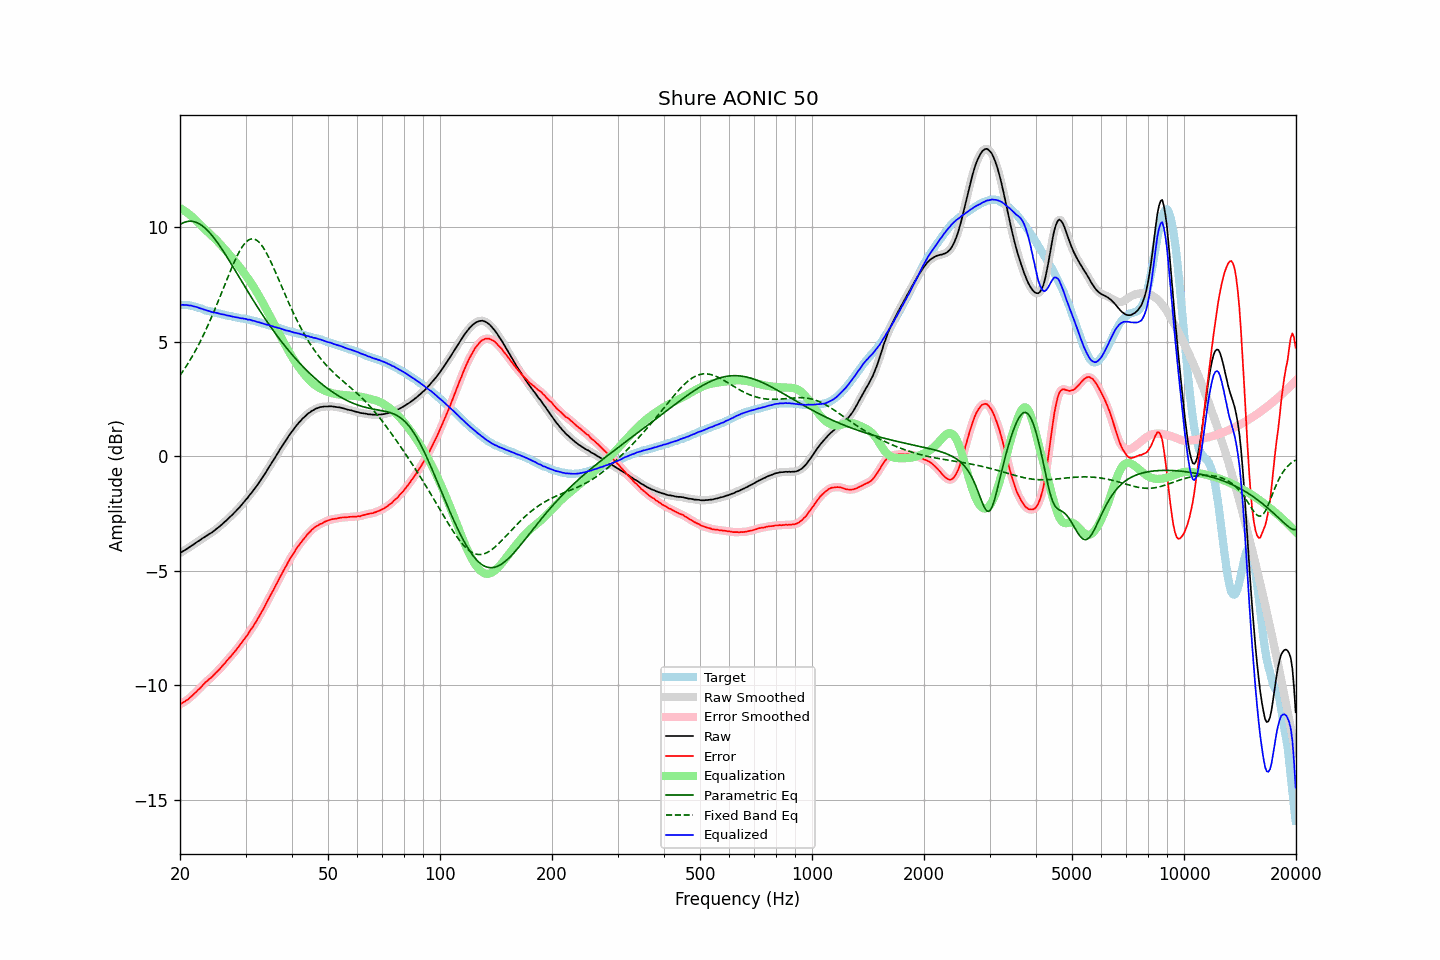 Shure AONIC 50
Amplitude (dBr)
10
5
0
−5
−10
−15
Target
Raw Smoothed
Error Smoothed
Raw
Error
Equalization
Parametric Eq
Fixed Band Eq
Equalized
20 50 100 200 500 1000 2000 5000 10000 20000
Frequency (Hz)